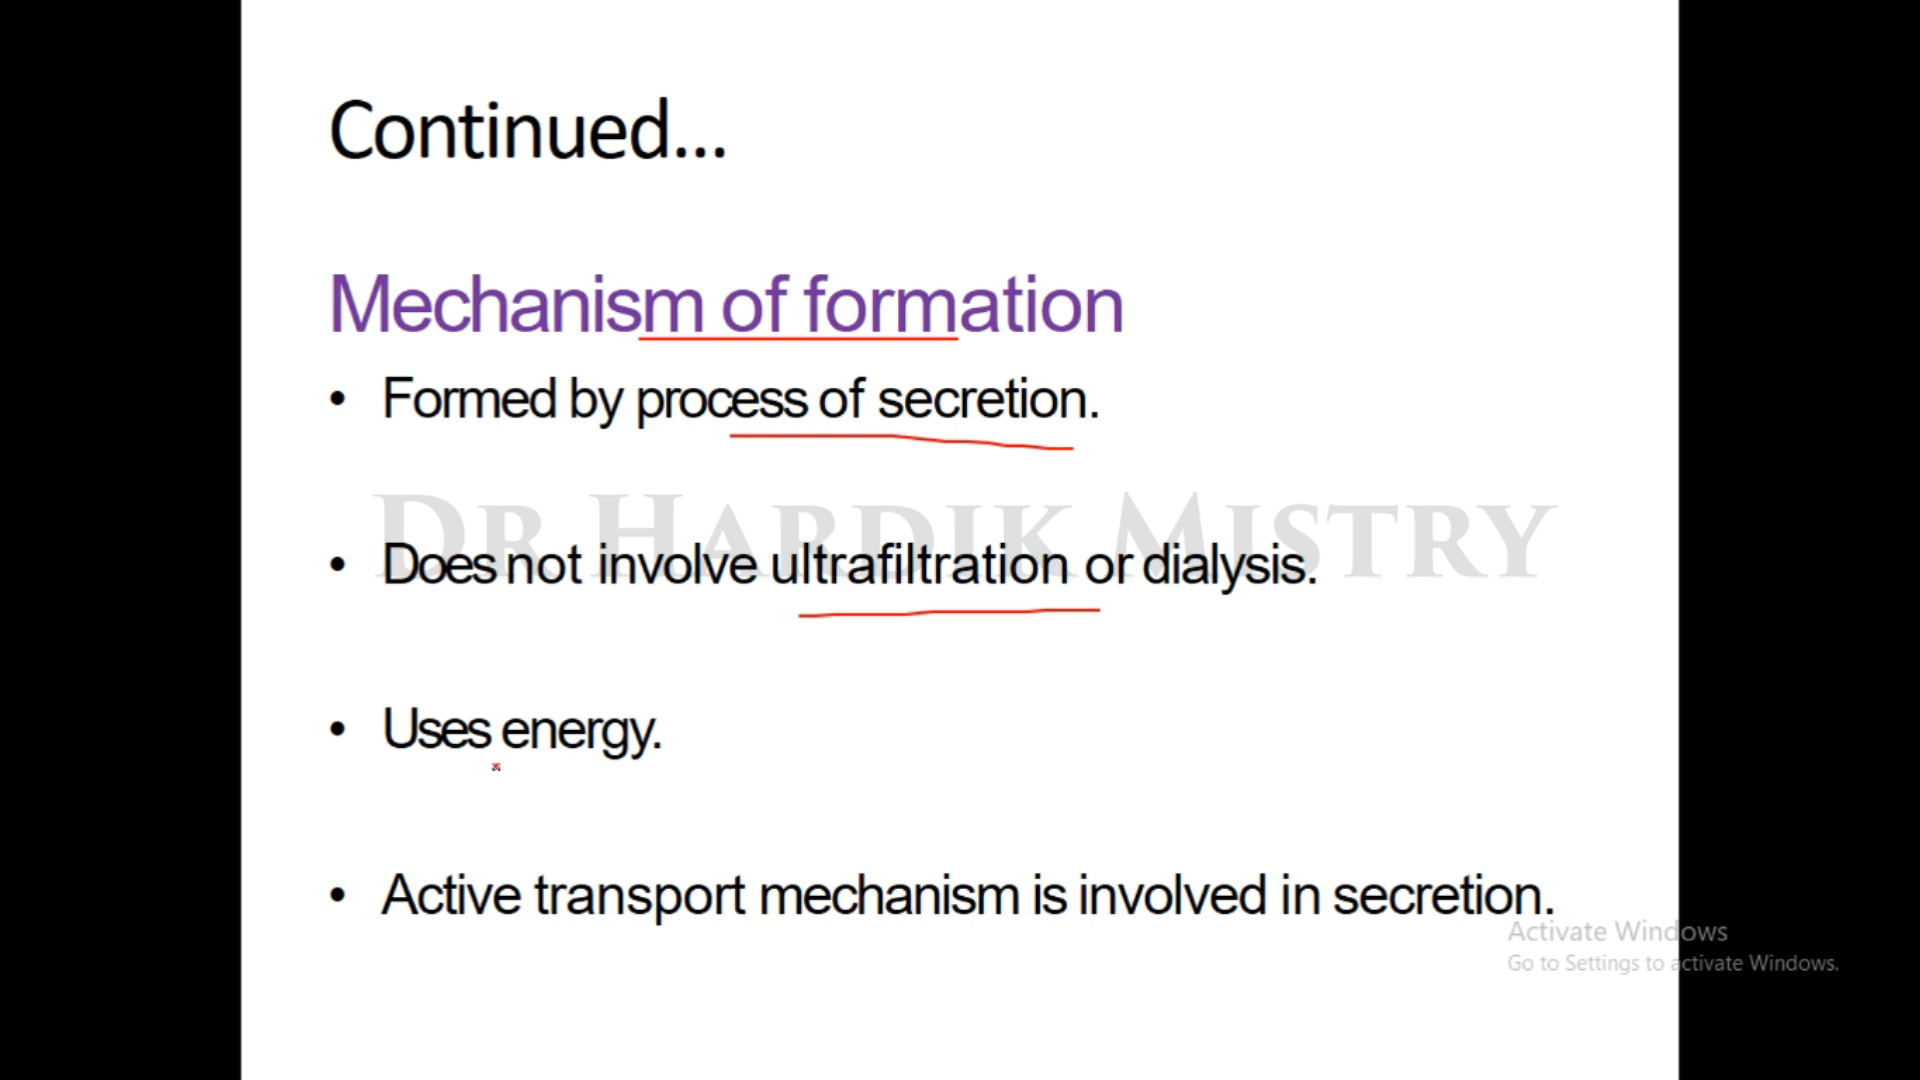 Continued...
Mechanism of formation
• Formed by process of secretion.
DR HARDIK MISTRY
• Does not involve ultrafiltration or dialysis.
• Uses energy.
• Active transport mechanism is involved in secretion.
Activate Windows
Go to Settings to activate Windows.